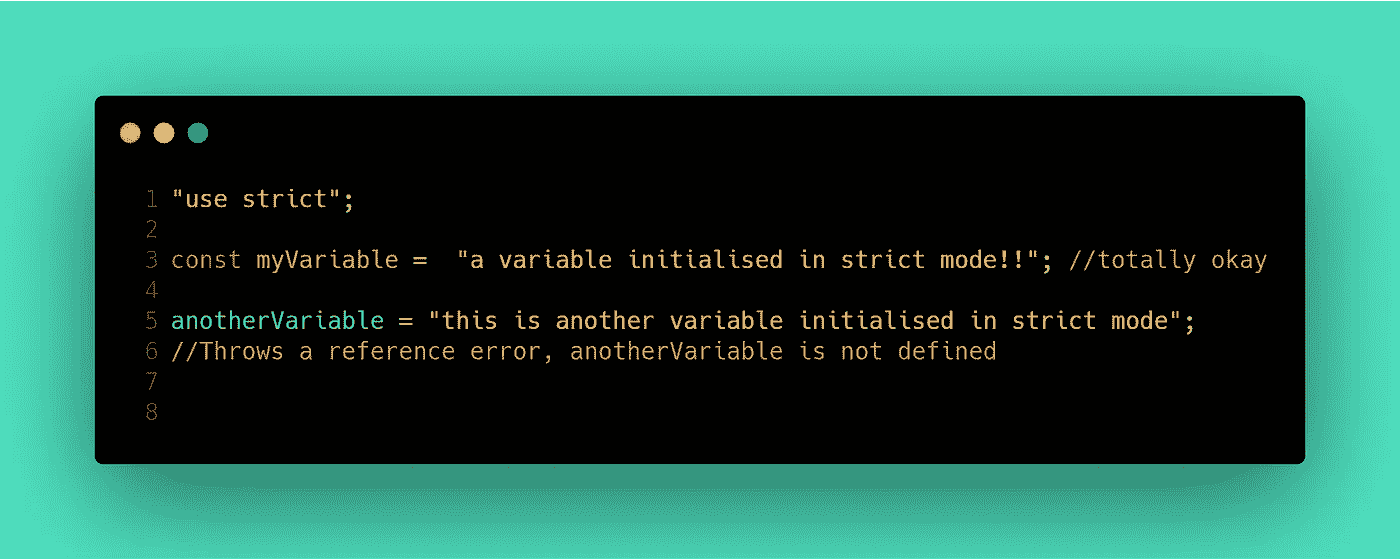 1 "use strict";
2
3 const myVariable =  "a variable initialised in strict mode!!"; //totally okay
4
5 anotherVariable = "this is another variable initialised in strict mode";
6 //Throws a reference error, anotherVariable is not defined
7
8